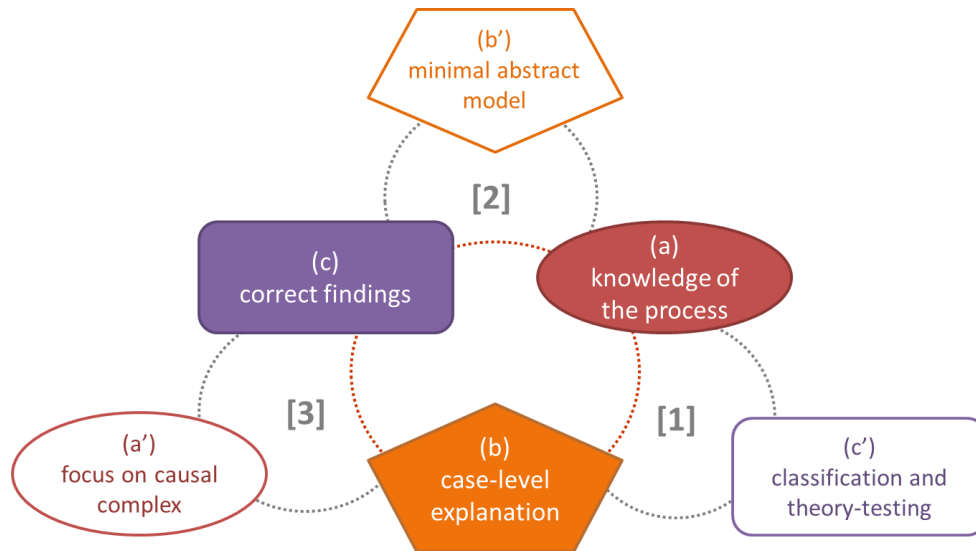 (b’)
minimal abstract
model
[2]
(c)
correct findings
(a)
knowledge of
the process
[3]
[1]
(a’)
focus on causal
complex
(b)
case-level
explanation
(c’)
classification and
theory-testing